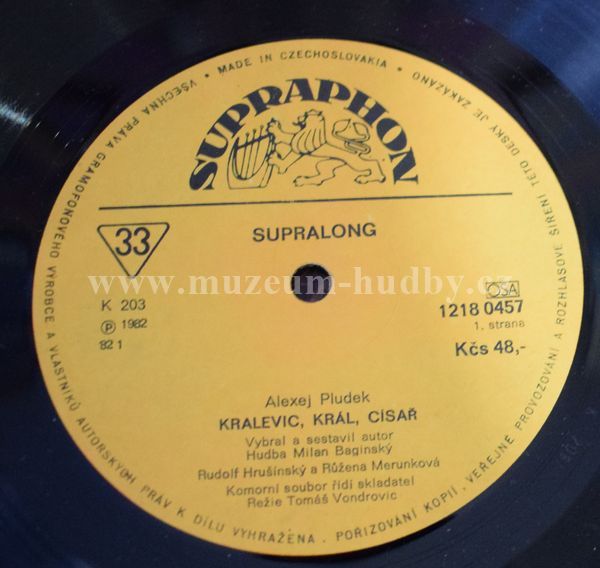 VŠECHNA PRÁVA GRAMOFONOVÉHO VÝROBCE A VLASTNÍKŮ AUTORSKÝCH PRÁV K DÍLU VYHRAŽENA. POŘIZOVÁNÍ KOPIÍ, VEŘEJNÉ PROVOZOVÁNÍ A ROZHLASOVÉ ŠÍŘENÍ TÉTO DESKY JE ZAKÁZÁNO
• MADE IN CZECHOSLOVAKIA •
SUPRAPHON
33
SUPRALONG
www.muzeum-hudby.cz
K 203
℗ 1982
82 1
OSA
1218 0457
1. strana
Kčs 48,-
Alexej Pludek
KRALEVIC, KRÁL, CÍSAŘ
Vybral a sestavil autor
Hudba Milan Baginský
Rudolf Hrušínský a Růžena Merunková
Komorní soubor řídí skladatel
Režie Tomáš Vondrovic